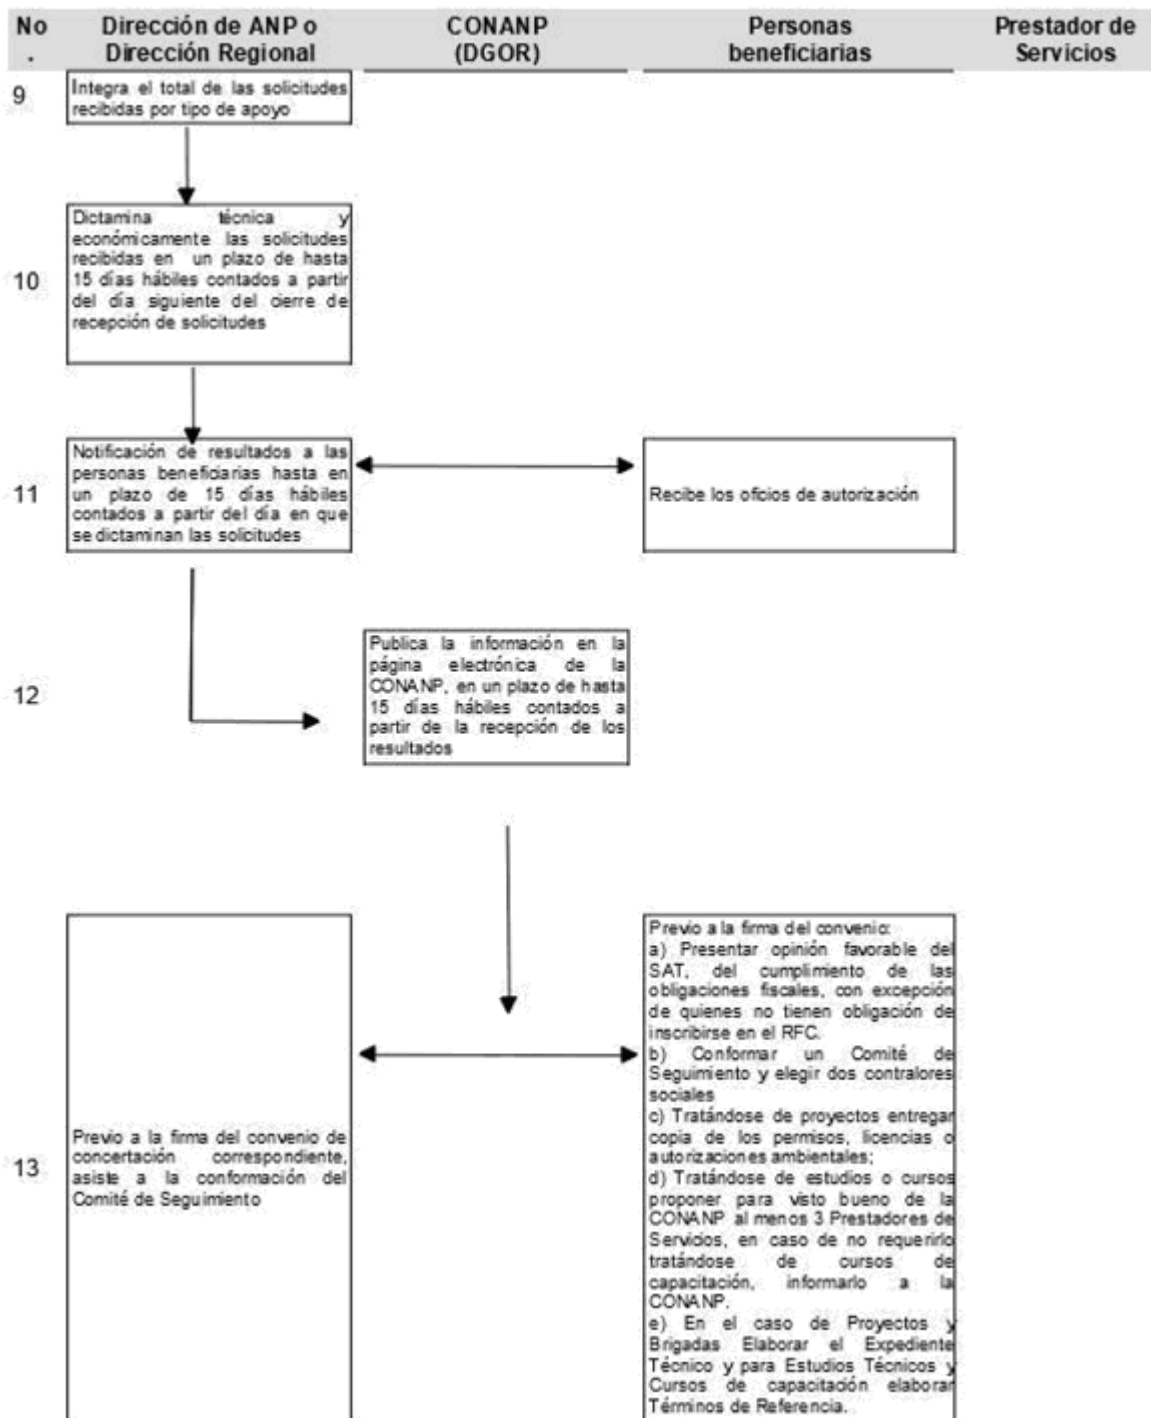 No
.
Dirección de ANP o
Dirección Regional
CONANP
(DGOR)
Personas
beneficiarias
Prestador de
Servicios
9
Integra el total de las solicitudes
recibidas por tipo de apoyo
10
Dictamina técnica y
económicamente las solicitudes
recibidas en un plazo de hasta
15 días hábiles contados a partir
del día siguiente del cierre de
recepción de solicitudes
11
Notificación de resultados a las
personas beneficiarias hasta en
un plazo de 15 días hábiles
contados a partir del día en que
se dictaminan las solicitudes
Recibe los oficios de autorización
12
Publica la información en la
página electrónica de la
CONANP, en un plazo de hasta
15 días hábiles contados a
partir de la recepción de los
resultados
13
Previo a la firma del convenio de
concertación correspondiente,
asiste a la conformación del
Comité de Seguimiento
Previo a la firma del convenio:
a) Presentar opinión favorable del
SAT, del cumplimiento de las
obligaciones fiscales, con excepción
de quienes no tienen obligación de
inscribirse en el RFC.
b) Conformar un Comité de
Seguimiento y elegir dos contralores
sociales
c) Tratándose de proyectos entregar
copia de los permisos, licencias o
autorizaciones ambientales;
d) Tratándose de estudios o cursos
proponer para visto bueno de la
CONANP al menos 3 Prestadores de
Servicios, en caso de no requerirlo
tratándose de cursos de
capacitación, informarlo a la
CONANP.
e) En el caso de Proyectos y
Brigadas Elaborar el Expediente
Técnico y para Estudios Técnicos y
Cursos de capacitación elaborar
Términos de Referencia.